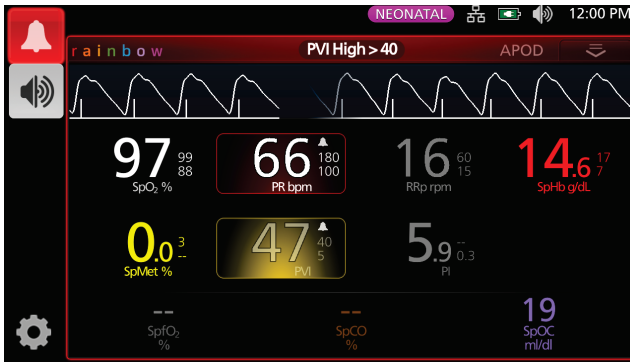 NEONATAL 12:00 PM
rainbow PVI High > 40 APOD
97 99 88 SpO₂ %
66 180 100 PR bpm
16 60 15 RRp rpm
14.6 17 7 SpHb g/dL
0.0 3 -- SpMet %
47 40 5 PVI
5.9 -- 0.3 PI
-- SpfO₂ %
-- SpCO %
19 SpOC ml/dl